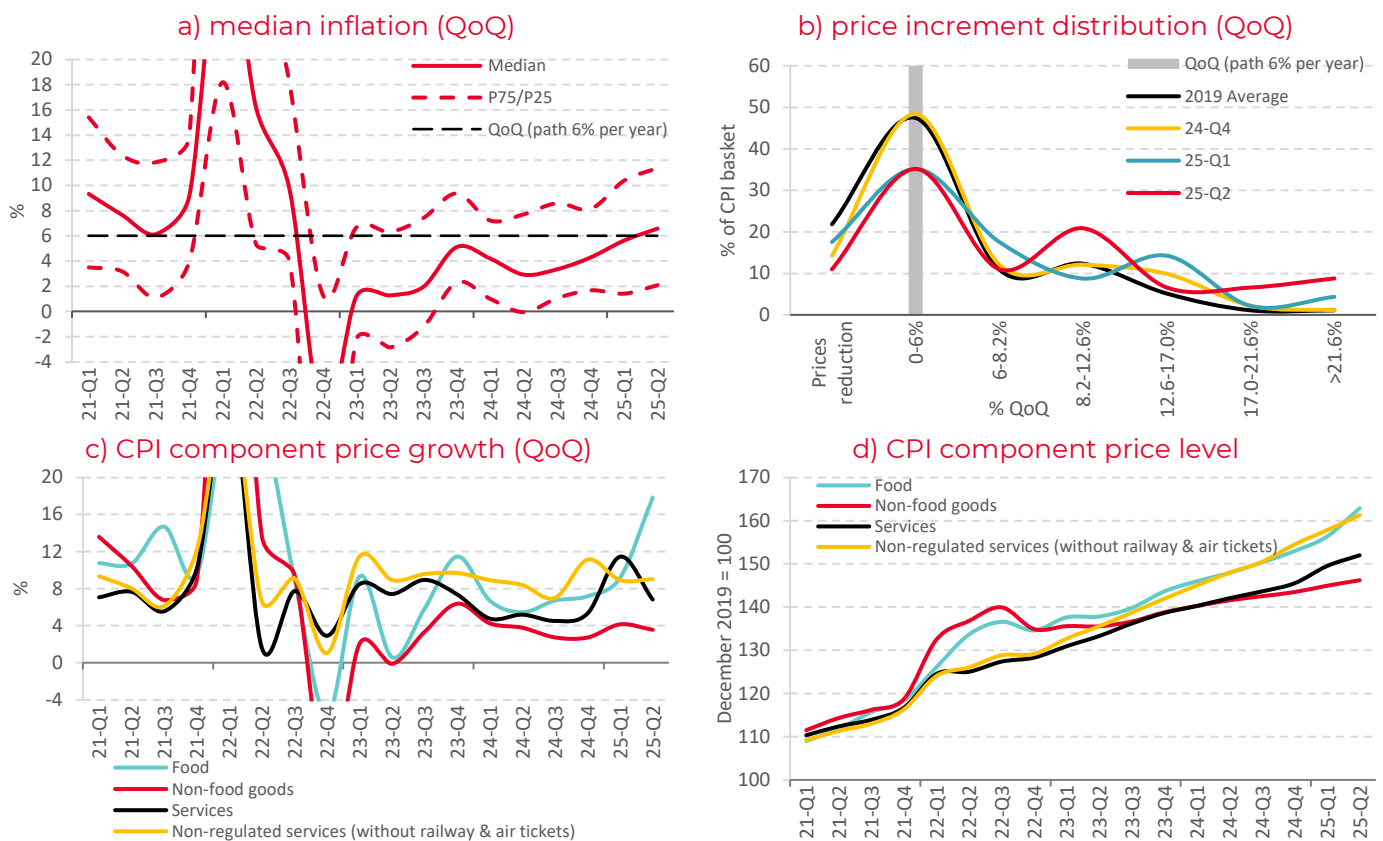 a) median inflation (QoQ)
20
18
16
14
12
10
8
6
4
2
0
-2
-4
%
Median
P75/P25
QoQ (path 6% per year)
21-Q1
21-Q2
21-Q3
21-Q4
22-Q1
22-Q2
22-Q3
22-Q4
23-Q1
23-Q2
23-Q3
23-Q4
24-Q1
24-Q2
24-Q3
24-Q4
25-Q1
25-Q2
b) price increment distribution (QoQ)
60
50
40
30
20
10
0
% of CPI basket
QoQ (path 6% per year)
2019 Average
24-Q4
25-Q1
25-Q2
Prices
reduction
0-6%
6-8.2%
8.2-12.6%
12.6-17.0%
17.0-21.6%
>21.6%
% QoQ
c) CPI component price growth (QoQ)
20
16
12
8
4
0
-4
%
21-Q1
21-Q2
21-Q3
21-Q4
22-Q1
22-Q2
22-Q3
22-Q4
23-Q1
23-Q2
23-Q3
23-Q4
24-Q1
24-Q2
24-Q3
24-Q4
25-Q1
25-Q2
Food
Non-food goods
Services
Non-regulated services (without railway & air tickets)
d) CPI component price level
170
160
150
140
130
120
110
100
December 2019 = 100
Food
Non-food goods
Services
Non-regulated services (without railway & air tickets)
21-Q1
21-Q2
21-Q3
21-Q4
22-Q1
22-Q2
22-Q3
22-Q4
23-Q1
23-Q2
23-Q3
23-Q4
24-Q1
24-Q2
24-Q3
24-Q4
25-Q1
25-Q2